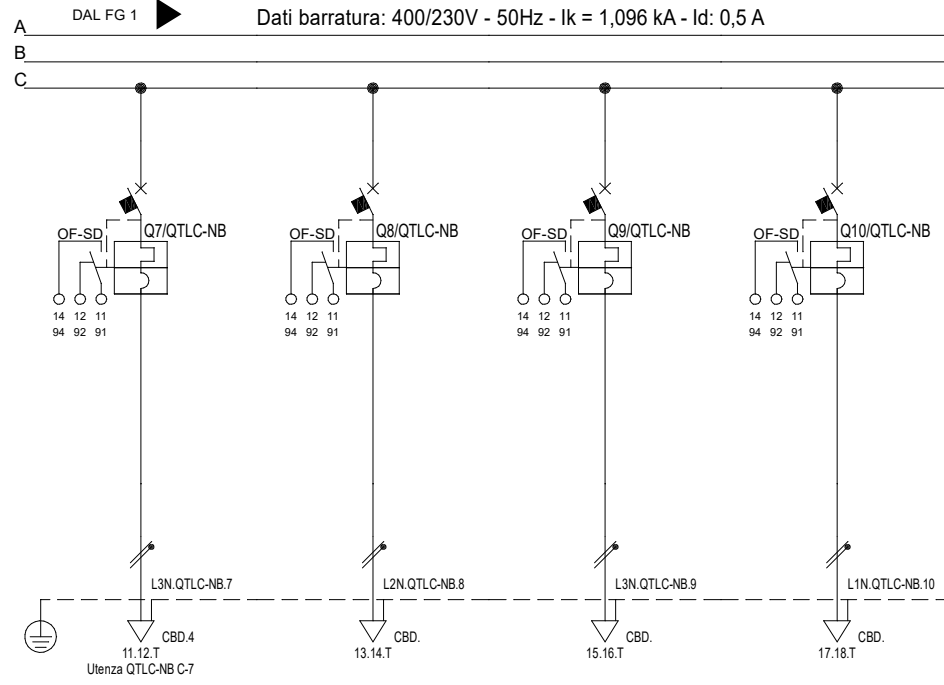 DAL FG 1
Dati barratura: 400/230V - 50Hz - Ik = 1,096 kA - Id: 0,5 A
A
B
C
Q7/QTLC-NB
Q8/QTLC-NB
Q9/QTLC-NB
Q10/QTLC-NB
OF-SD
OF-SD
OF-SD
OF-SD
14 12 11
14 12 11
14 12 11
14 12 11
94 92 91
94 92 91
94 92 91
94 92 91
L3N.QTLC-NB.7
L2N.QTLC-NB.8
L3N.QTLC-NB.9
L1N.QTLC-NB.10
CBD.4
CBD.
CBD.
CBD.
11.12.T
13.14.T
15.16.T
17.18.T
Utenza QTLC-NB C-7